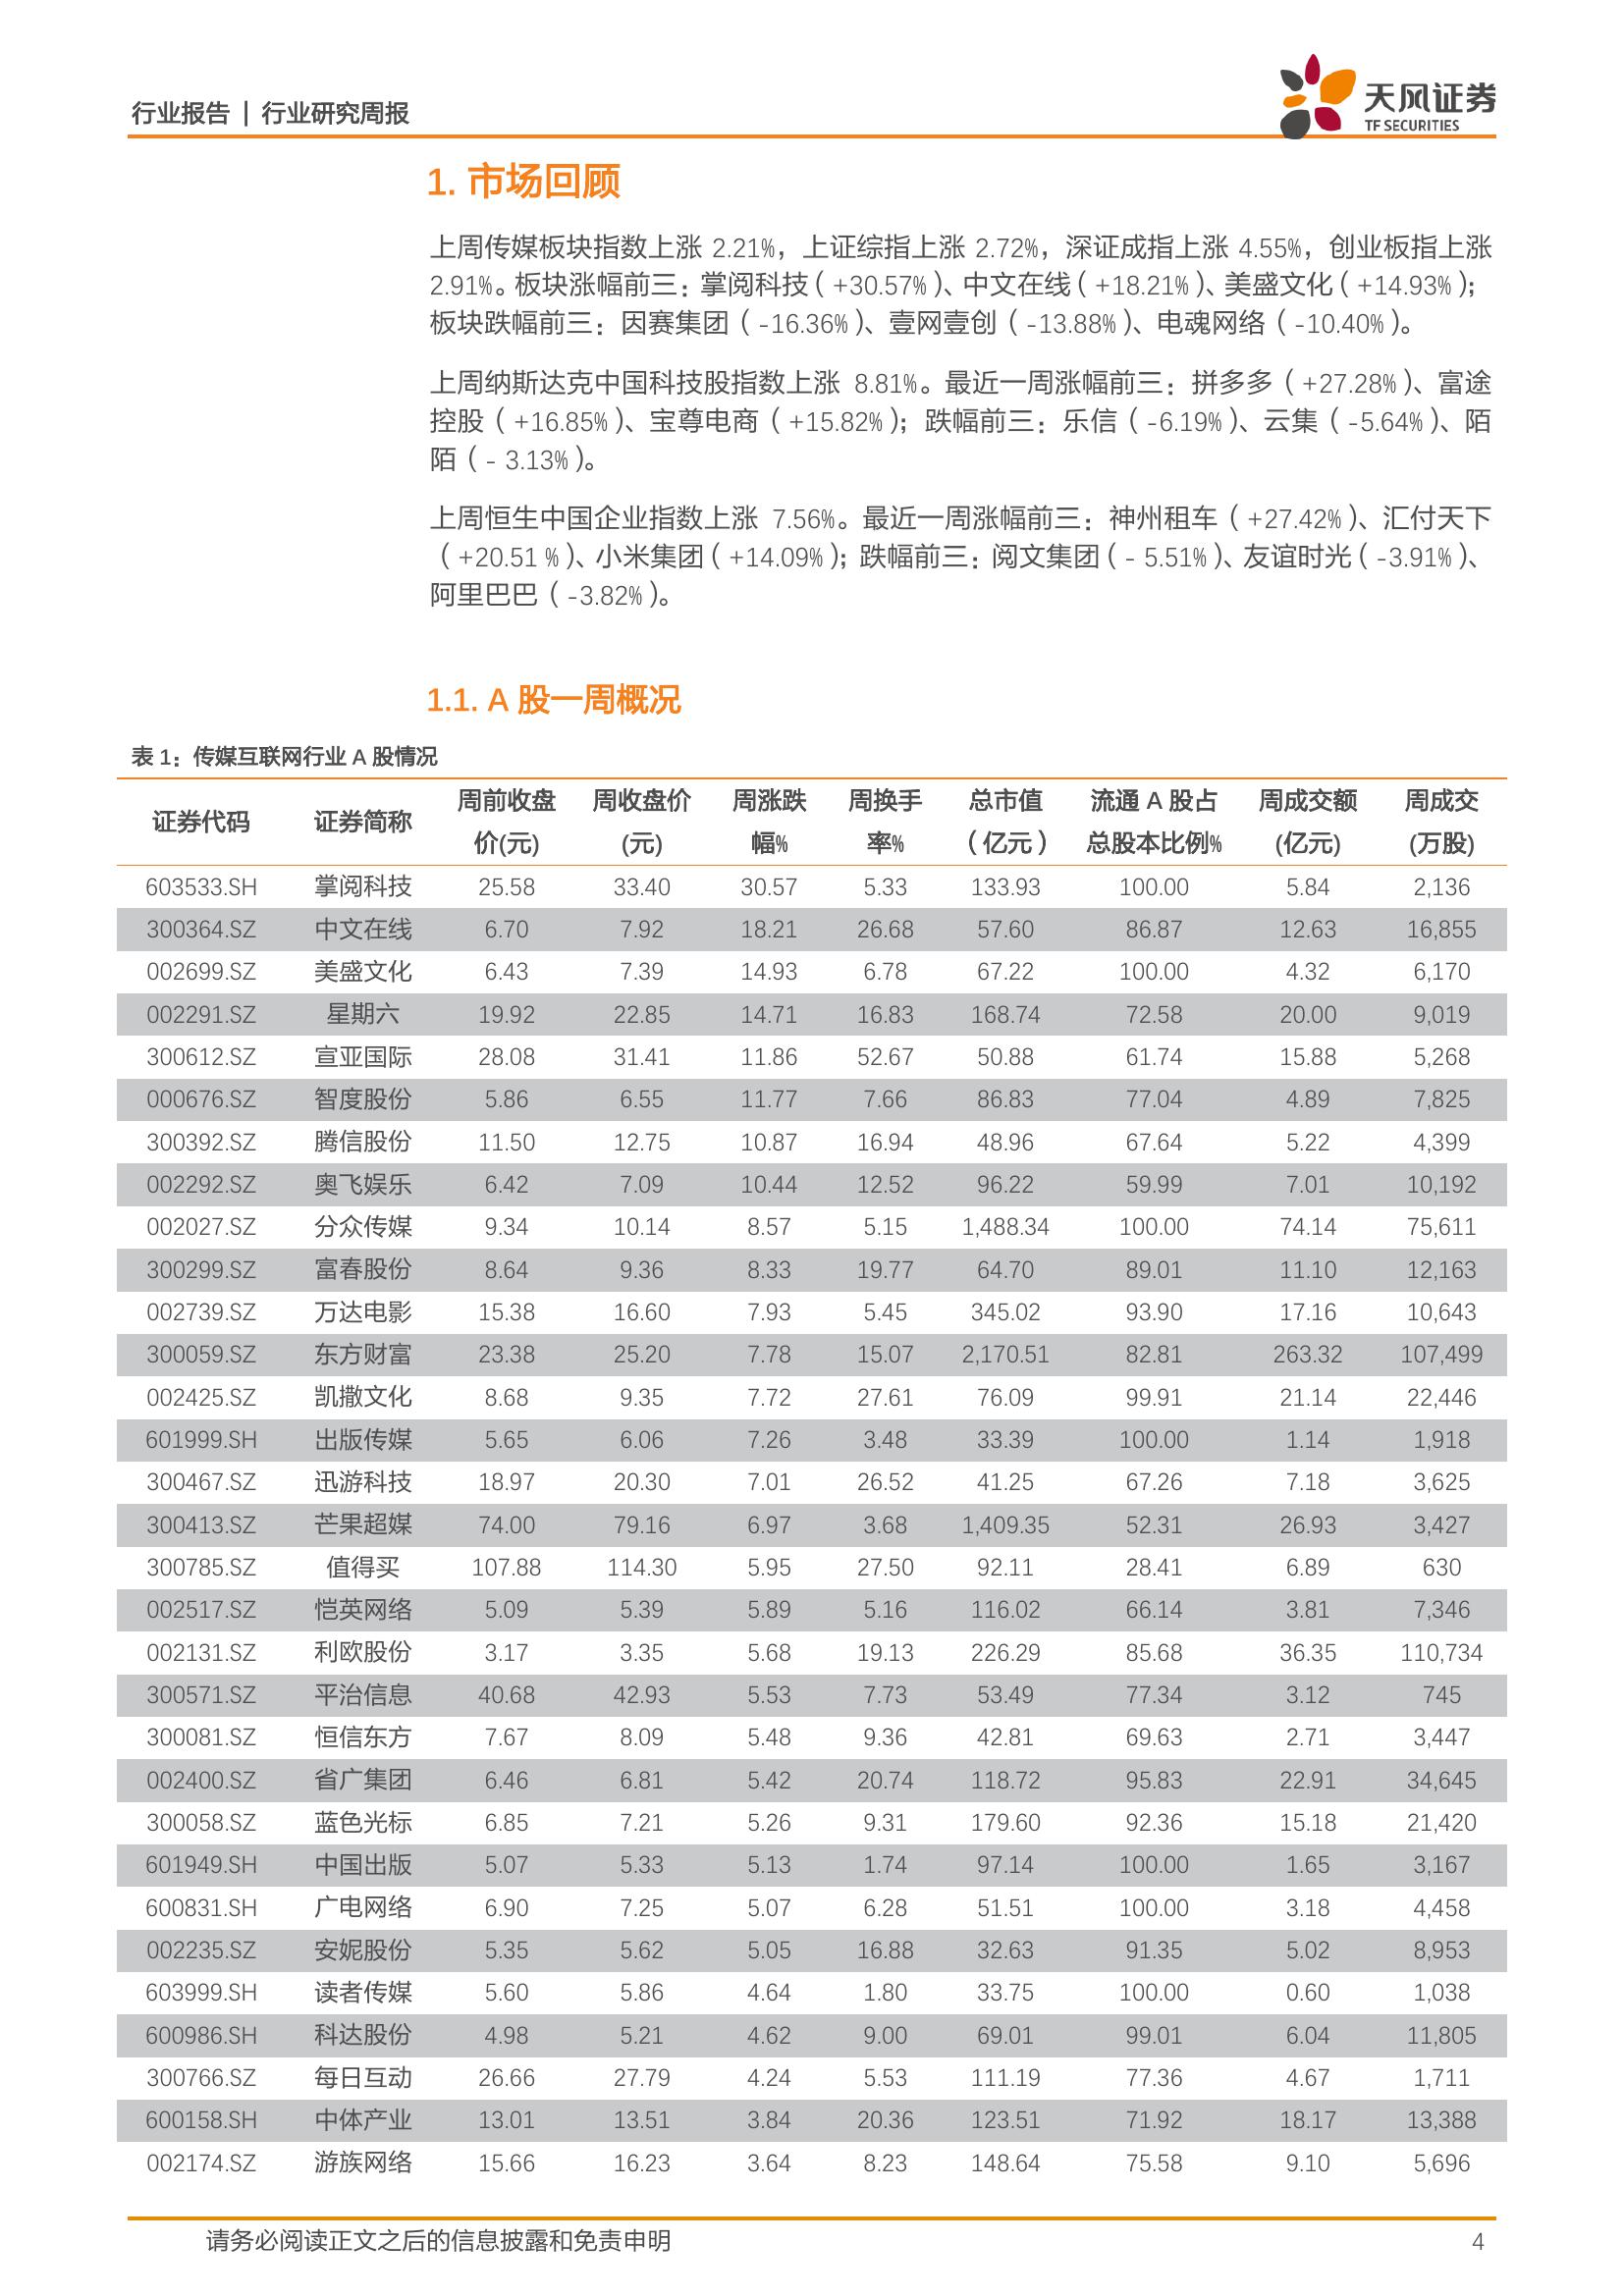 行业报告 | 行业研究周报
天风证券
TF SECURITIES
1. 市场回顾
上周传媒板块指数上涨 2.21%，上证综指上涨 2.72%，深证成指上涨 4.55%，创业板指上涨
2.91%。板块涨幅前三：掌阅科技（+30.57%）、中文在线（+18.21%）、美盛文化（+14.93%）；
板块跌幅前三：因赛集团（-16.36%）、壹网壹创（-13.88%）、电魂网络（-10.40%）。
上周纳斯达克中国科技股指数上涨 8.81%。最近一周涨幅前三：拼多多（+27.28%）、富途
控股（+16.85%）、宝尊电商（+15.82%）；跌幅前三：乐信（-6.19%）、云集（-5.64%）、陌
陌（- 3.13%）。
上周恒生中国企业指数上涨 7.56%。最近一周涨幅前三：神州租车（+27.42%）、汇付天下
（+20.51 %）、小米集团（+14.09%）；跌幅前三：阅文集团（- 5.51%）、友谊时光（-3.91%）、
阿里巴巴（-3.82%）。
1.1. A 股一周概况
表 1：传媒互联网行业 A 股情况
证券代码 证券简称 周前收盘价(元) 周收盘价(元) 周涨跌幅% 周换手率% 总市值（亿元） 流通 A 股占总股本比例% 周成交额(亿元) 周成交(万股)
603533.SH 掌阅科技 25.58 33.40 30.57 5.33 133.93 100.00 5.84 2,136
300364.SZ 中文在线 6.70 7.92 18.21 26.68 57.60 86.87 12.63 16,855
002699.SZ 美盛文化 6.43 7.39 14.93 6.78 67.22 100.00 4.32 6,170
002291.SZ 星期六 19.92 22.85 14.71 16.83 168.74 72.58 20.00 9,019
300612.SZ 宣亚国际 28.08 31.41 11.86 52.67 50.88 61.74 15.88 5,268
000676.SZ 智度股份 5.86 6.55 11.77 7.66 86.83 77.04 4.89 7,825
300392.SZ 腾信股份 11.50 12.75 10.87 16.94 48.96 67.64 5.22 4,399
002292.SZ 奥飞娱乐 6.42 7.09 10.44 12.52 96.22 59.99 7.01 10,192
002027.SZ 分众传媒 9.34 10.14 8.57 5.15 1,488.34 100.00 74.14 75,611
300299.SZ 富春股份 8.64 9.36 8.33 19.77 64.70 89.01 11.10 12,163
002739.SZ 万达电影 15.38 16.60 7.93 5.45 345.02 93.90 17.16 10,643
300059.SZ 东方财富 23.38 25.20 7.78 15.07 2,170.51 82.81 263.32 107,499
002425.SZ 凯撒文化 8.68 9.35 7.72 27.61 76.09 99.91 21.14 22,446
601999.SH 出版传媒 5.65 6.06 7.26 3.48 33.39 100.00 1.14 1,918
300467.SZ 迅游科技 18.97 20.30 7.01 26.52 41.25 67.26 7.18 3,625
300413.SZ 芒果超媒 74.00 79.16 6.97 3.68 1,409.35 52.31 26.93 3,427
300785.SZ 值得买 107.88 114.30 5.95 27.50 92.11 28.41 6.89 630
002517.SZ 恺英网络 5.09 5.39 5.89 5.16 116.02 66.14 3.81 7,346
002131.SZ 利欧股份 3.17 3.35 5.68 19.13 226.29 85.68 36.35 110,734
300571.SZ 平治信息 40.68 42.93 5.53 7.73 53.49 77.34 3.12 745
300081.SZ 恒信东方 7.67 8.09 5.48 9.36 42.81 69.63 2.71 3,447
002400.SZ 省广集团 6.46 6.81 5.42 20.74 118.72 95.83 22.91 34,645
300058.SZ 蓝色光标 6.85 7.21 5.26 9.31 179.60 92.36 15.18 21,420
601949.SH 中国出版 5.07 5.33 5.13 1.74 97.14 100.00 1.65 3,167
600831.SH 广电网络 6.90 7.25 5.07 6.28 51.51 100.00 3.18 4,458
002235.SZ 安妮股份 5.35 5.62 5.05 16.88 32.63 91.35 5.02 8,953
603999.SH 读者传媒 5.60 5.86 4.64 1.80 33.75 100.00 0.60 1,038
600986.SH 科达股份 4.98 5.21 4.62 9.00 69.01 99.01 6.04 11,805
300766.SZ 每日互动 26.66 27.79 4.24 5.53 111.19 77.36 4.67 1,711
600158.SH 中体产业 13.01 13.51 3.84 20.36 123.51 71.92 18.17 13,388
002174.SZ 游族网络 15.66 16.23 3.64 8.23 148.64 75.58 9.10 5,696
请务必阅读正文之后的信息披露和免责申明 4